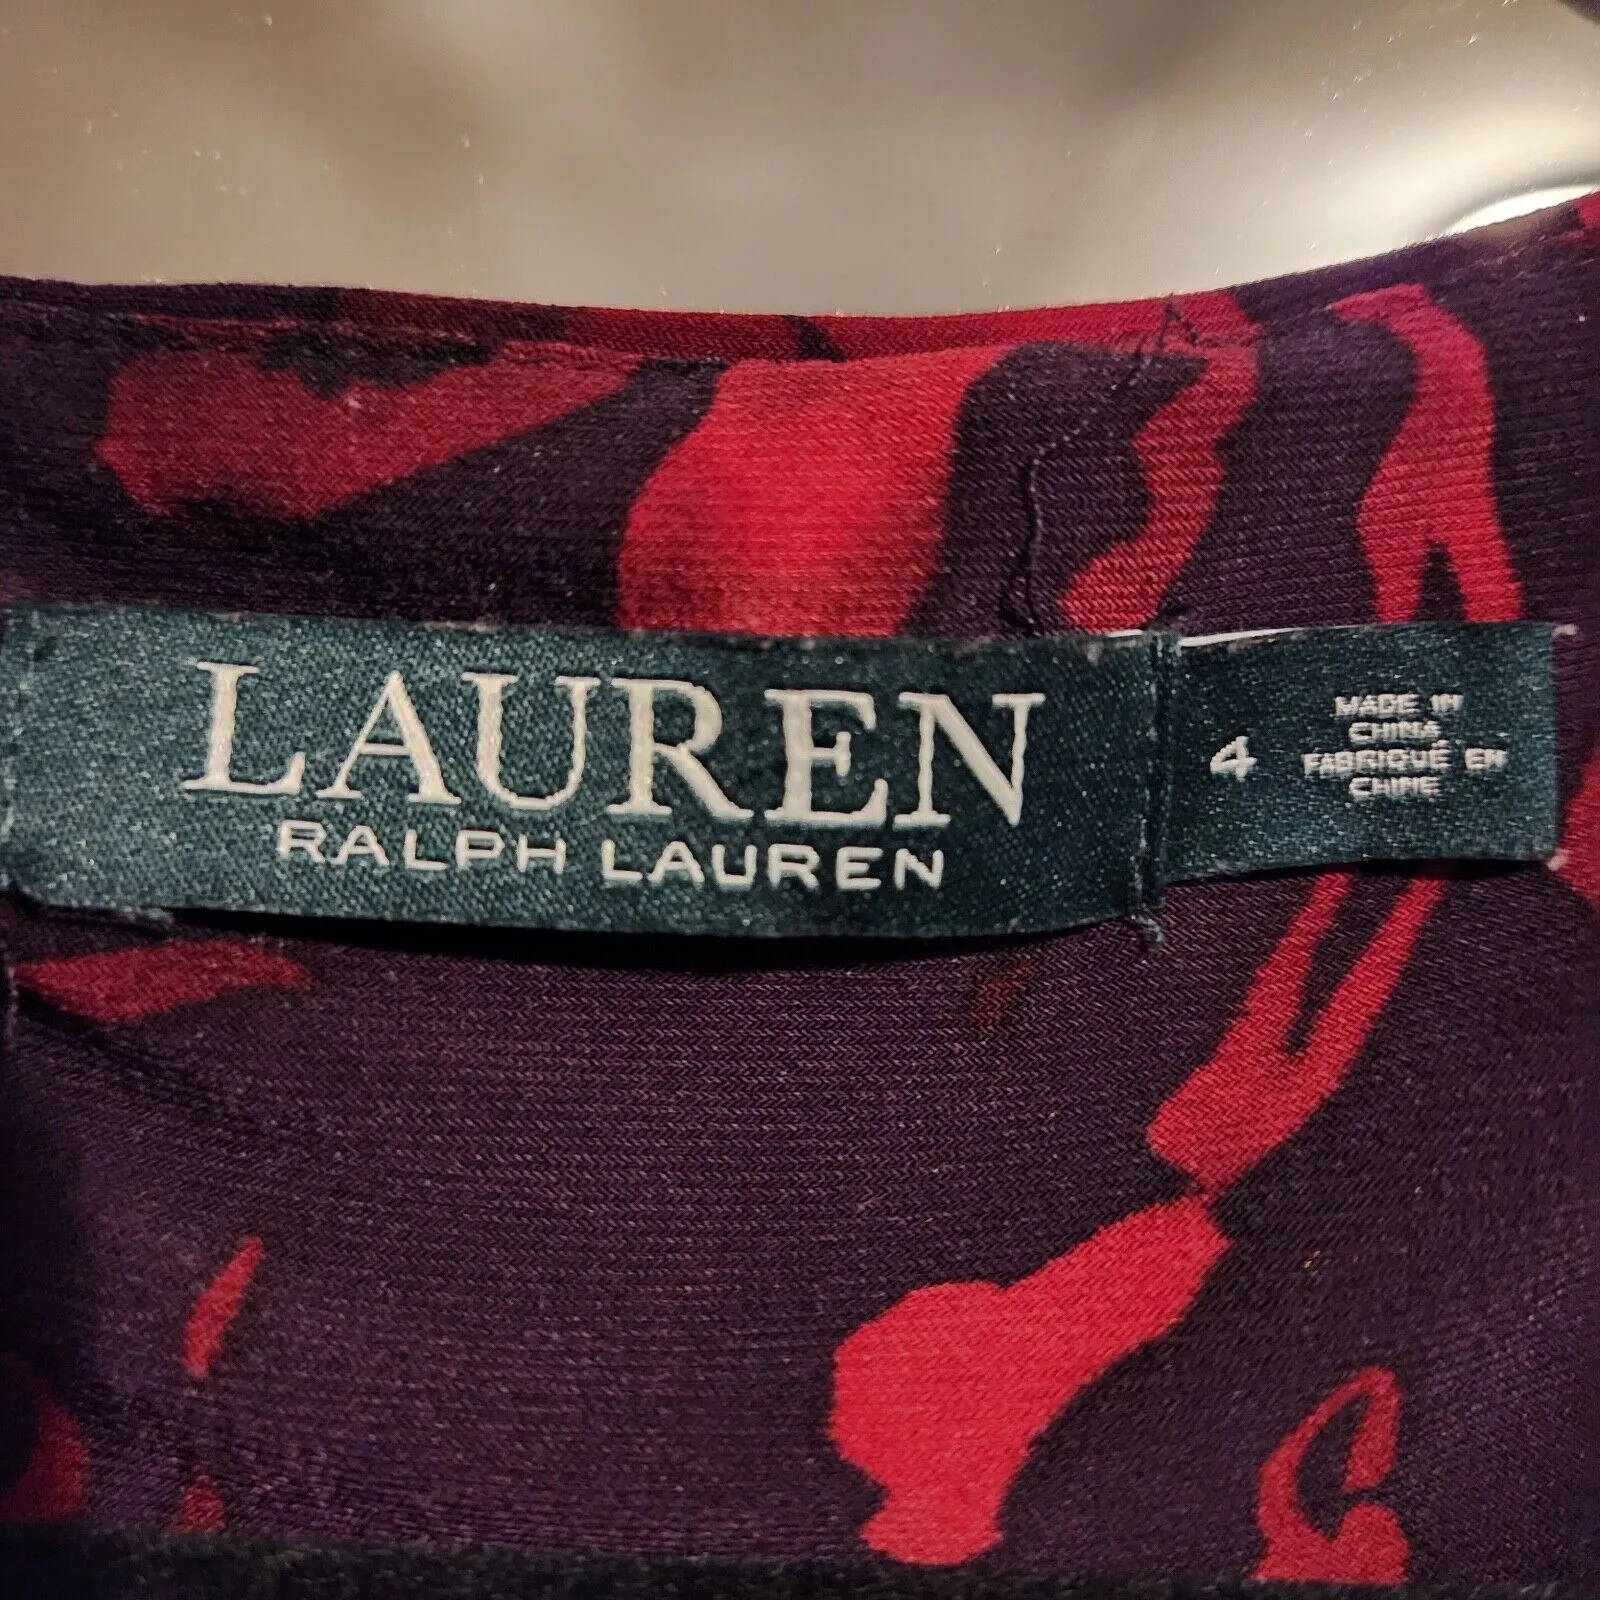 LAUREN
RALPH LAUREN
4
MADE IN
CHINA
FABRIQUÉ EN
CHINE